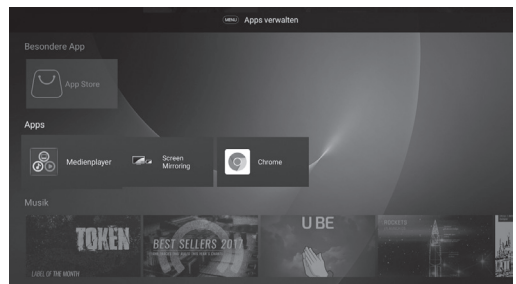 MENU Apps verwalten
Besondere App
App Store
Apps
Medienplayer
Screen
Mirroring
Chrome
Musik
TOKEN
LABEL OF THE MONTH
BEST SELLERS 2017
U BE